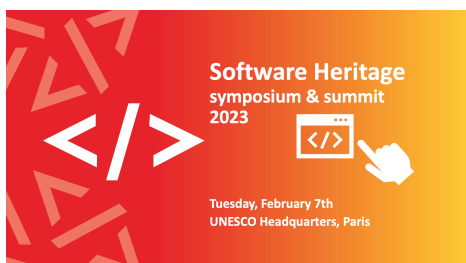 Software Heritage
symposium & summit
2023
</>
</>
Tuesday, February 7th
UNESCO Headquarters, Paris